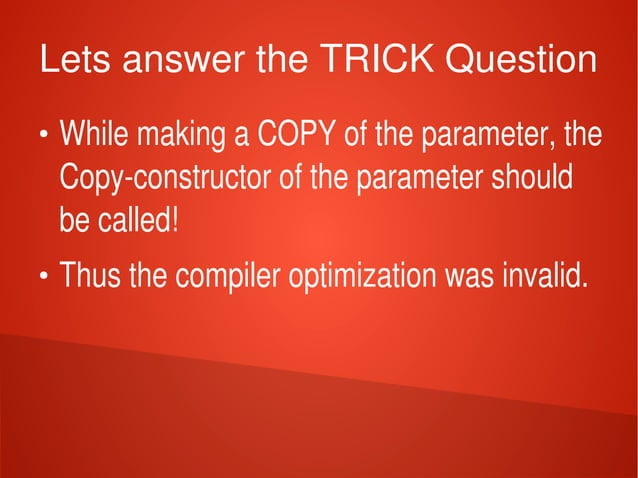 Lets answer the TRICK Question
• While making a COPY of the parameter, the
Copy-constructor of the parameter should
be called!
• Thus the compiler optimization was invalid.